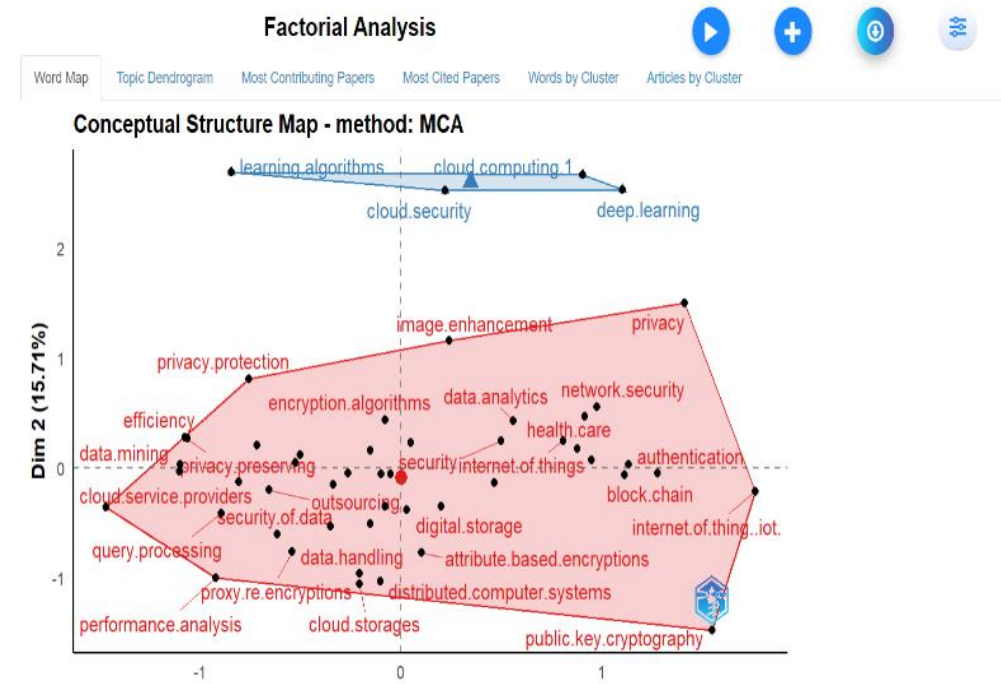 Factorial Analysis
Word Map Topic Dendrogram Most Contributing Papers Most Cited Papers Words by Cluster Articles by Cluster
Conceptual Structure Map - method: MCA
learning.algorithms cloud.computing.1
cloud.security deep.learning
2
image.enhancement privacy
1
privacy.protection
data.analytics network.security
encryption.algorithms
efficiency health.care
data.mining privacy.preserving security internet.of.things authentication
0
cloud.service.providers outsourcing block.chain
security.of.data digital.storage internet.of.thing..iot.
query.processing data.handling attribute.based.encryptions
-1
proxy.re.encryptions distributed.computer.systems
performance.analysis cloud.storages
public.key.cryptography
Dim 2 (15.71%)
-1 0 1